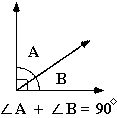 A
B
∠A + ∠B = 90°